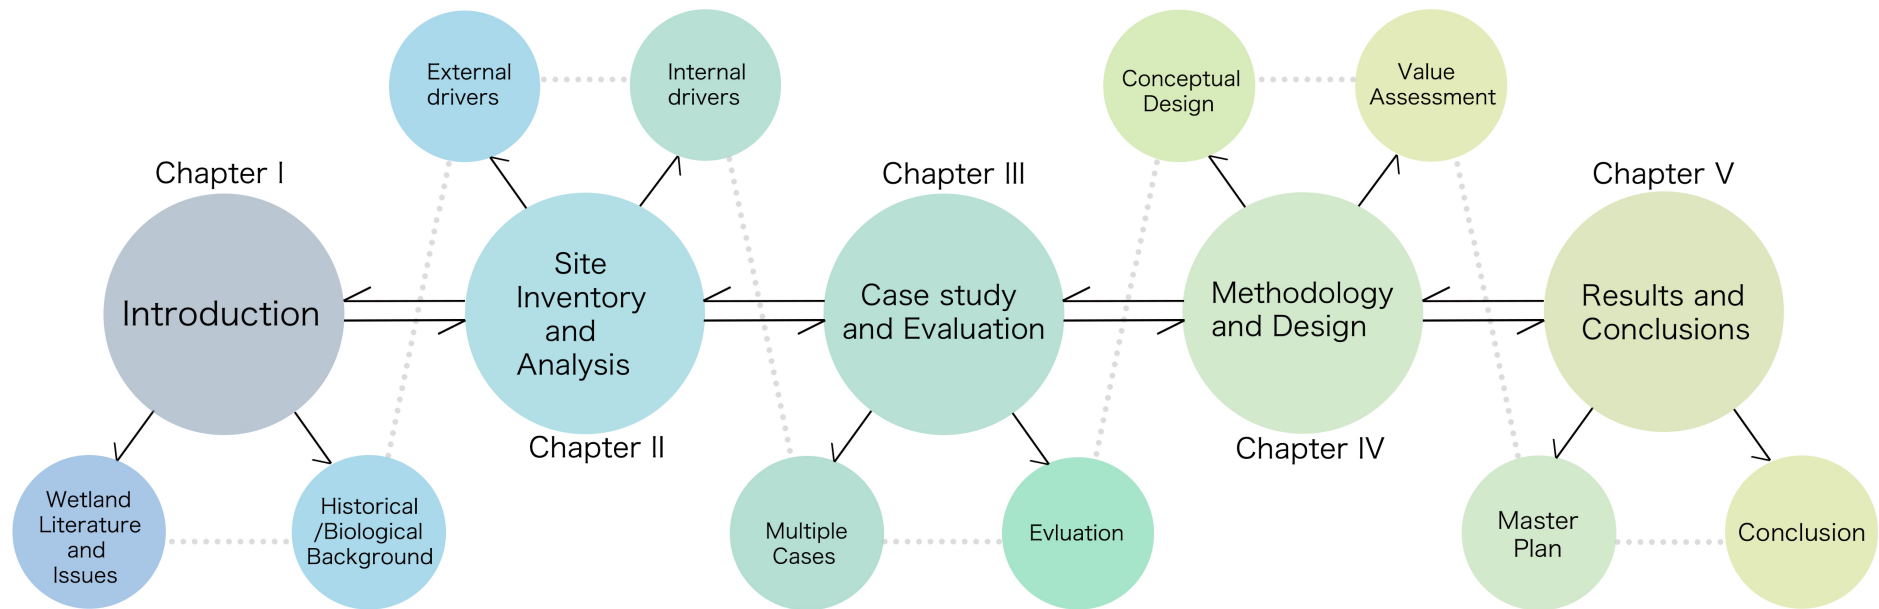 External
drivers
Internal
drivers
Conceptual
Design
Value
Assessment
Chapter I
Chapter III
Chapter V
Introduction
Site
Inventory
and
Analysis
Case study
and Evaluation
Methodology
and Design
Results and
Conclusions
Chapter II
Chapter IV
Wetland
Literature
and
Issues
Historical
/Biological
Background
Multiple
Cases
Evluation
Master
Plan
Conclusion